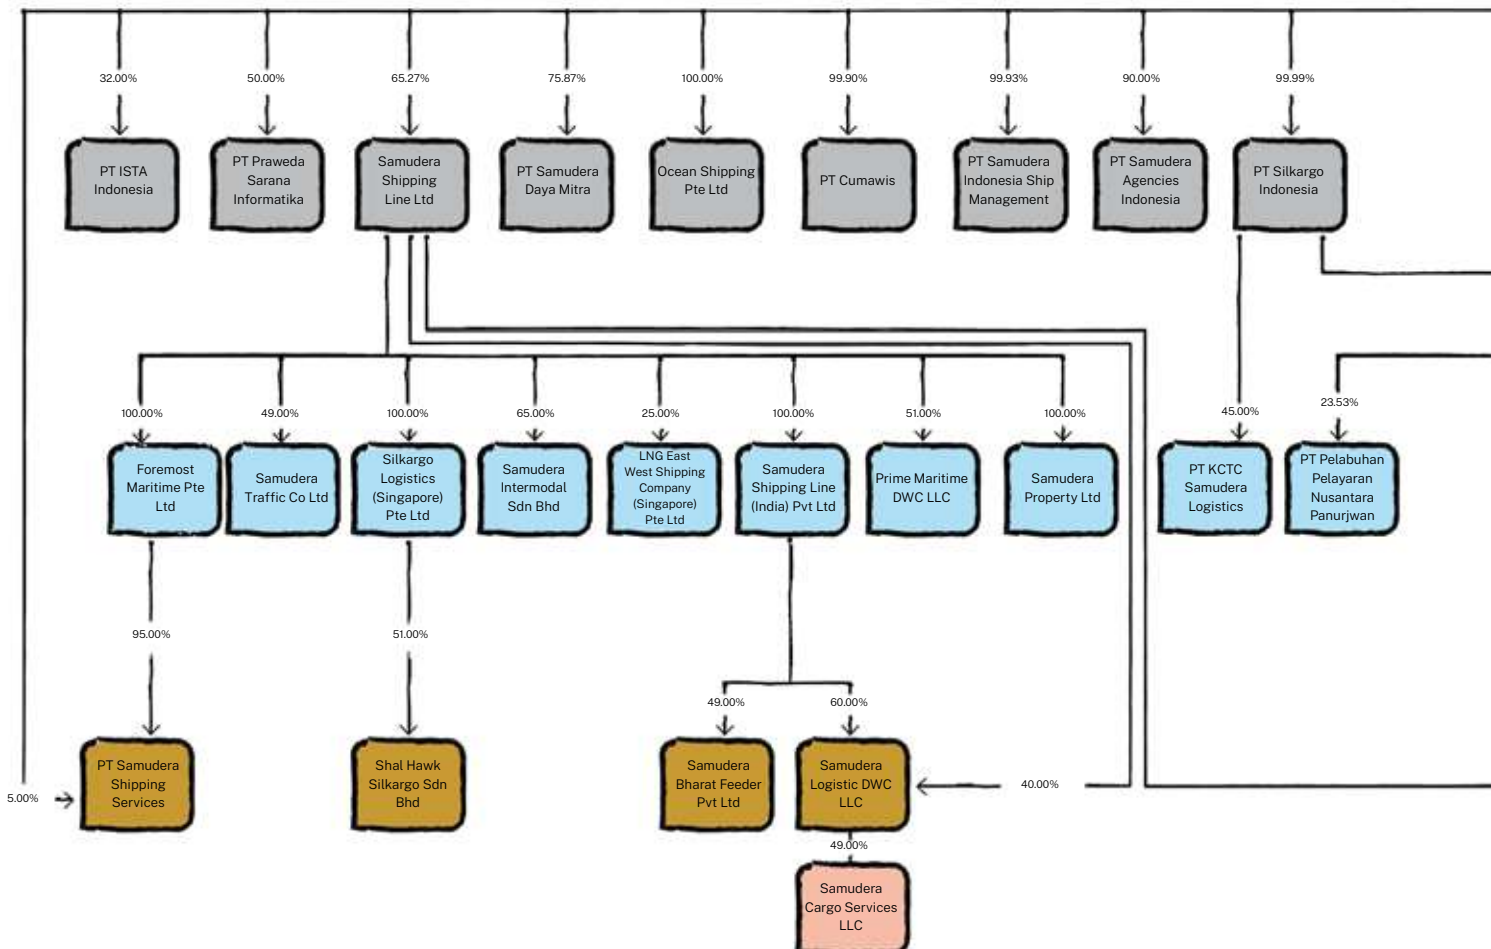 32.00%
50.00%
65.27%
75.87%
100.00%
99.90%
99.93%
90.00%
99.99%
PT ISTA
Indonesia
PT Praweda
Sarana
Informatika
Samudera
Shipping
Line Ltd
PT Samudera
Daya Mitra
Ocean Shipping
Pte Ltd
PT Cumawis
PT Samudera
Indonesia Ship
Management
PT Samudera
Agencies
Indonesia
PT Silkargo
Indonesia
100.00%
49.00%
100.00%
65.00%
25.00%
100.00%
51.00%
100.00%
45.00%
23.53%
Foremost
Maritime Pte
Ltd
Samudera
Traffic Co Ltd
Silkargo
Logistics
(Singapore)
Pte Ltd
Samudera
Intermodal
Sdn Bhd
LNG East
West Shipping
Company
(Singapore)
Pte Ltd
Samudera
Shipping Line
(India) Pvt Ltd
Prime Maritime
DWC LLC
Samudera
Property Ltd
PT KCTC
Samudera
Logistics
PT Pelabuhan
Pelayaran
Nusantara
Panurjwan
95.00%
51.00%
49.00%
60.00%
5.00%
PT Samudera
Shipping
Services
Shal Hawk
Silkargo Sdn
Bhd
Samudera
Bharat Feeder
Pvt Ltd
Samudera
Logistic DWC
LLC
40.00%
49.00%
Samudera
Cargo Services
LLC